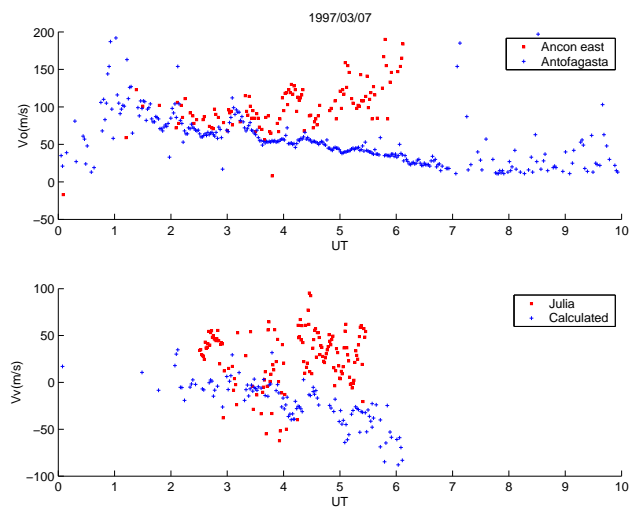 1997/03/07
200
150
100
50
0
−50
Vo(m/s)
Ancon east
Antofagasta
0 1 2 3 4 5 6 7 8 9 10
UT
100
50
0
−50
−100
Vv(m/s)
Julia
Calculated
0 1 2 3 4 5 6 7 8 9 10
UT